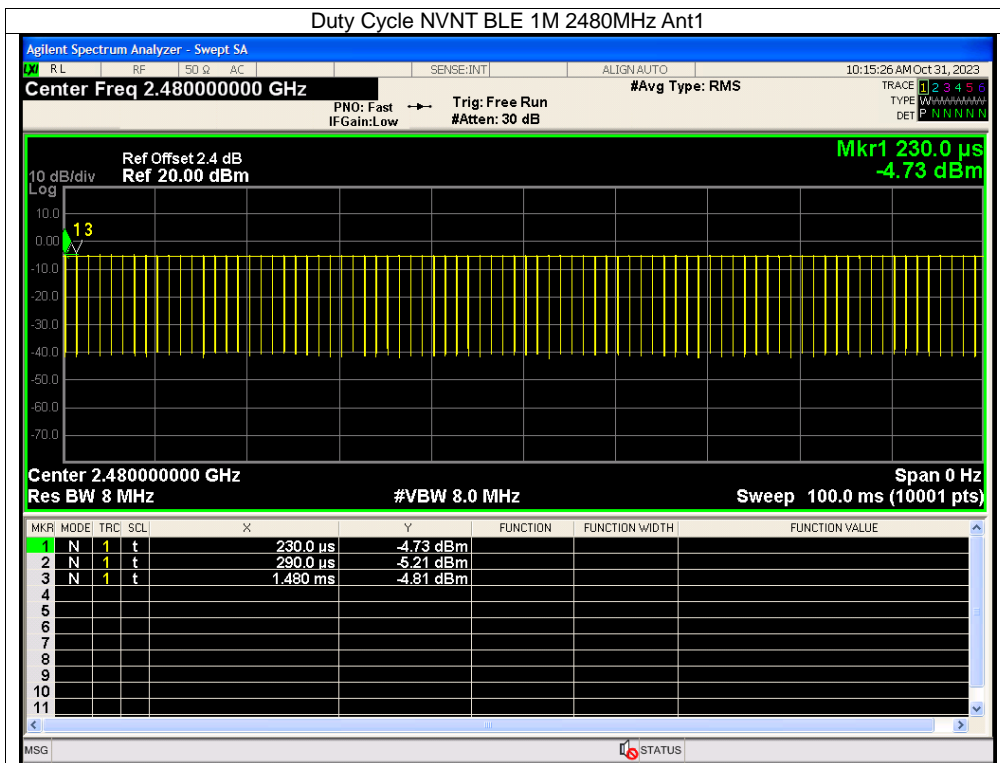 Duty Cycle NVNT BLE 1M 2480MHz Ant1
Agilent Spectrum Analyzer - Swept SA
LXI RL RF 50 Ω AC SENSE:INT ALIGN AUTO 10:15:26 AM Oct 31, 2023
Center Freq 2.480000000 GHz #Avg Type: RMS TRACE 1 2 3 4 5 6
PNO: Fast Trig: Free Run TYPE W
IFGain:Low #Atten: 30 dB DET P N N N N N
Mkr1 230.0 µs
Ref Offset 2.4 dB -4.73 dBm
10 dB/div Ref 20.00 dBm
Log
10.0
1 3
0.00
-10.0
-20.0
-30.0
-40.0
-50.0
-60.0
-70.0
Center 2.480000000 GHz Span 0 Hz
Res BW 8 MHz #VBW 8.0 MHz Sweep 100.0 ms (10001 pts)
MKR MODE TRC SCL X Y FUNCTION FUNCTION WIDTH FUNCTION VALUE
1 N 1 t 230.0 µs -4.73 dBm
2 N 1 t 290.0 µs -5.21 dBm
3 N 1 t 1.480 ms -4.81 dBm
4
5
6
7
8
9
10
11
MSG STATUS